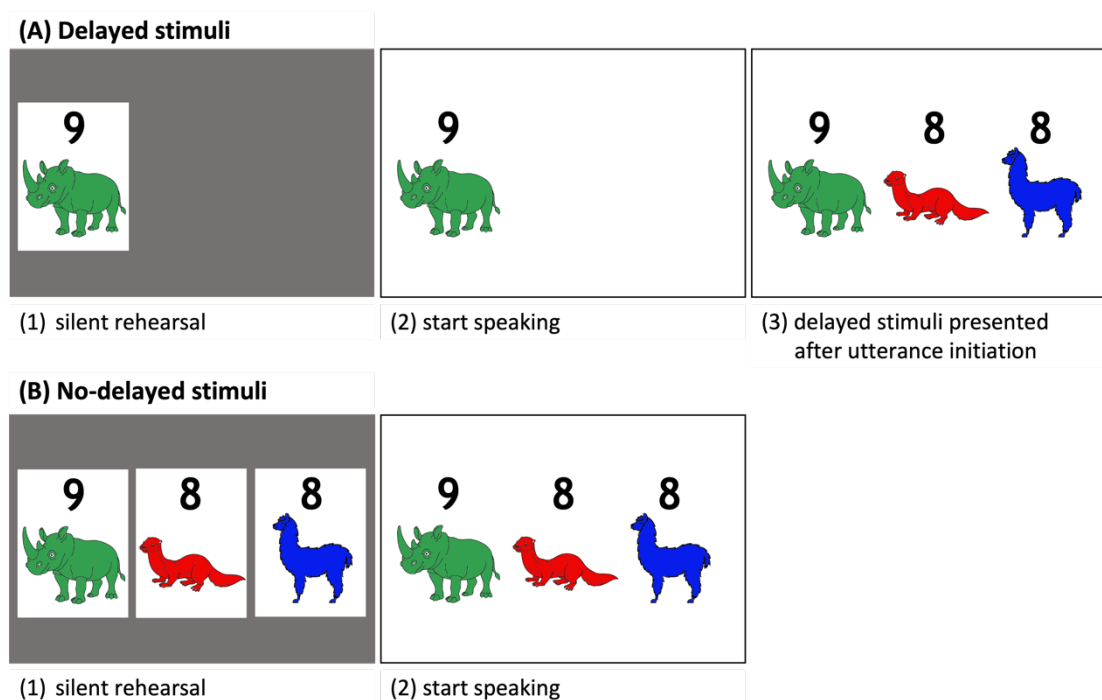 (A) Delayed stimuli
9
9
9 8 8
(1) silent rehearsal
(2) start speaking
(3) delayed stimuli presented
after utterance initiation
(B) No-delayed stimuli
9 8 8
9 8 8
(1) silent rehearsal
(2) start speaking